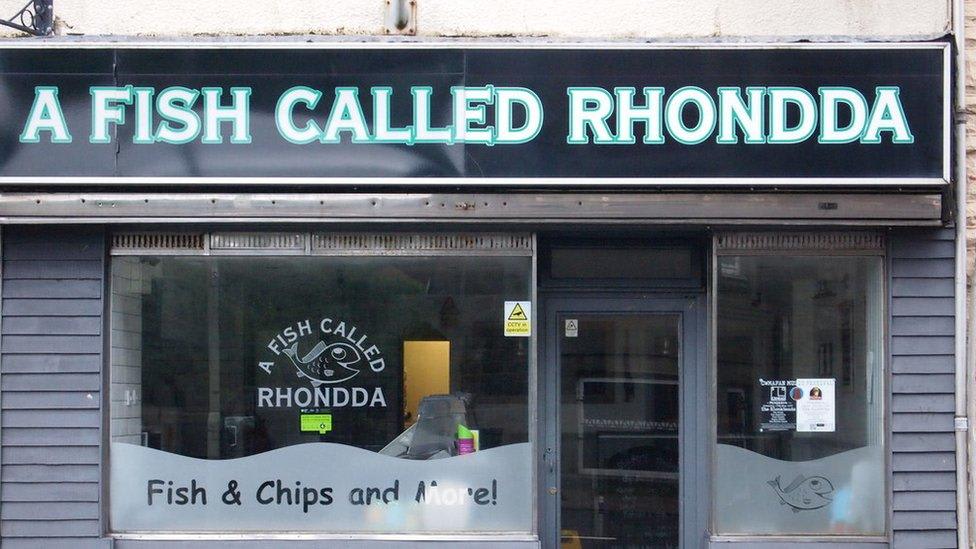 A FISH CALLED RHONDDA
A FISH CALLED
RHONDDA
CCTV in
operation
Fish & Chips and More!